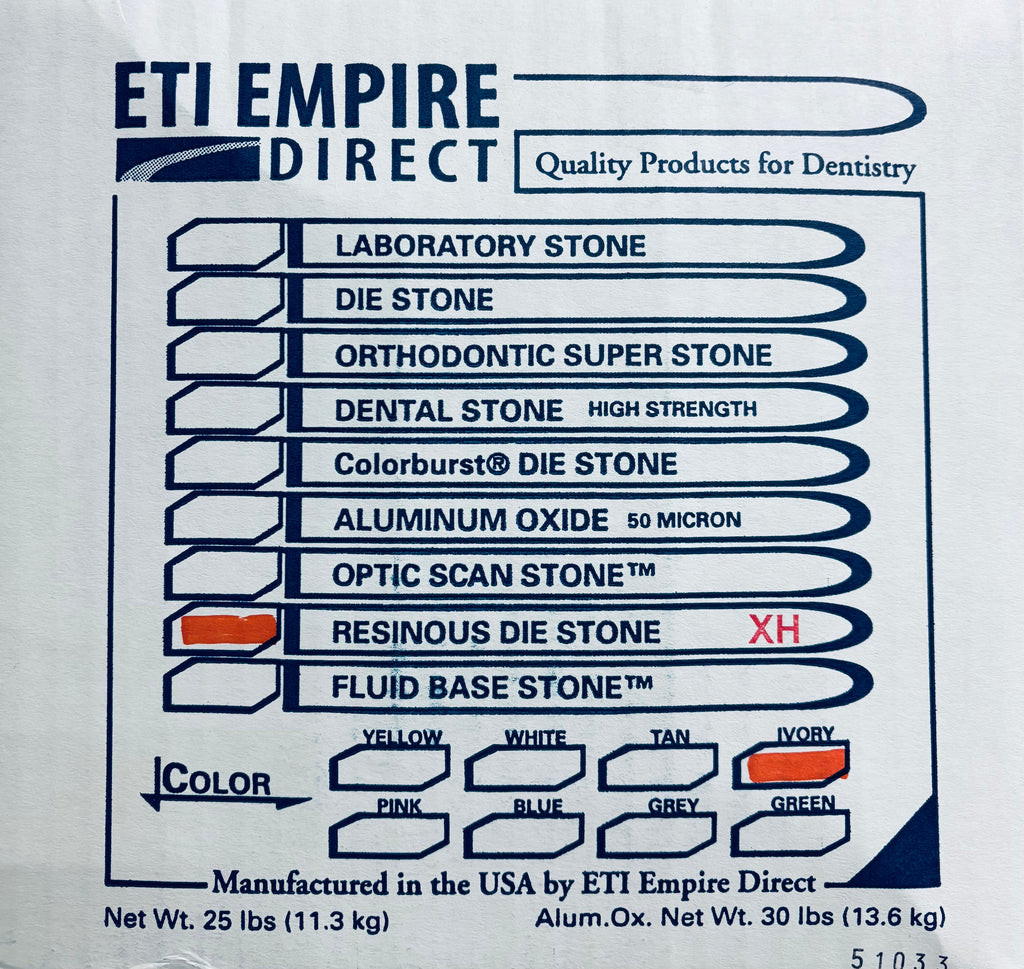 ETI EMPIRE
DIRECT
Quality Products for Dentistry
LABORATORY STONE
DIE STONE
ORTHODONTIC SUPER STONE
DENTAL STONE HIGH STRENGTH
Colorburst® DIE STONE
ALUMINUM OXIDE 50 MICRON
OPTIC SCAN STONE™
RESINOUS DIE STONE XH
FLUID BASE STONE™
YELLOW WHITE TAN IVORY
COLOR
PINK BLUE GREY GREEN
Manufactured in the USA by ETI Empire Direct
Net Wt. 25 lbs (11.3 kg) Alum.Ox. Net Wt. 30 lbs (13.6 kg)
51033